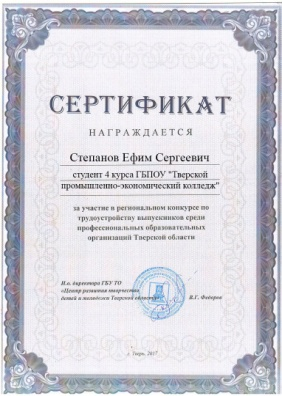 СЕРТИФИКАТ
НАГРАЖДАЕТСЯ
Степанов Ефим Сергеевич
студент 4 курса ГБПОУ "Тверской
промышленно-экономический колледж"
за участие в региональном конкурсе по
трудоустройству выпускников среди
профессиональных образовательных
организаций Тверской области
И.о. директора ГБУ ТО
«Центр развития творчества
детей и молодежи Тверской области»
В.Г. Федоров
г. Тверь, 2017